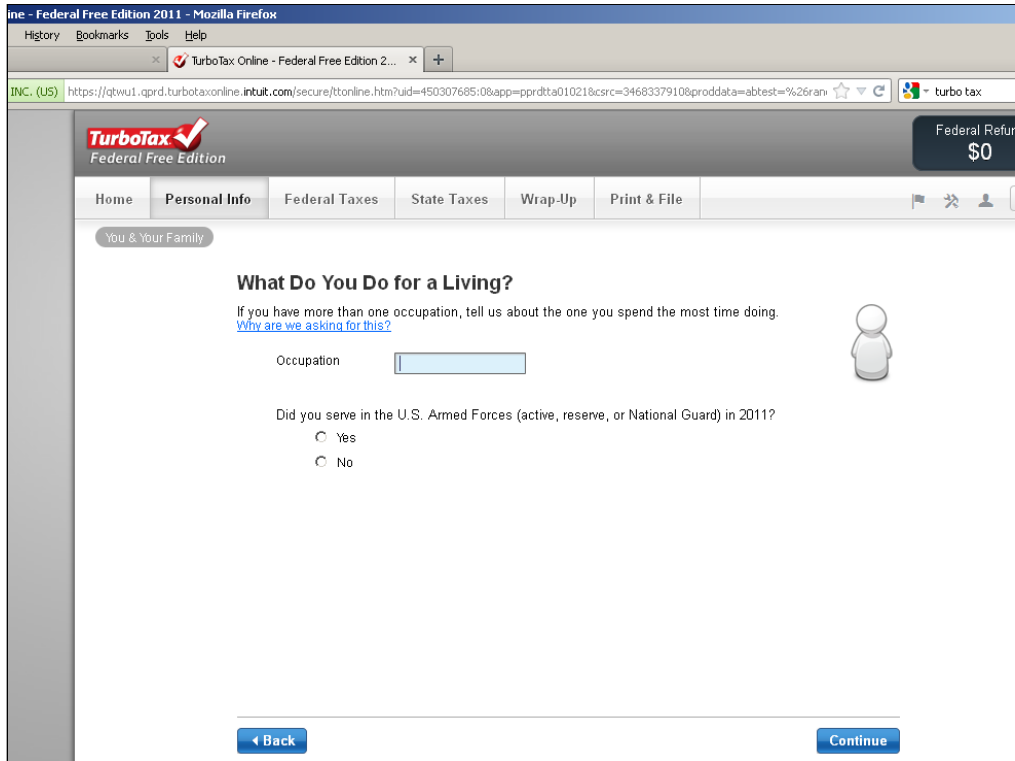 ine - Federal Free Edition 2011 - Mozilla Firefox
History Bookmarks Tools Help
TurboTax Online - Federal Free Edition 2...
INC. (US) https://qtwu1.qprd.turbotaxonline.intuit.com/secure/ttonline.htm?uid=450307685:0&app=pprdtta01021&csrc=3468337910&proddata=abtest=%26ran turbo tax
TurboTax
Federal Free Edition
Federal Refun
$0
Home Personal Info Federal Taxes State Taxes Wrap-Up Print & File
You & Your Family
What Do You Do for a Living?
If you have more than one occupation, tell us about the one you spend the most time doing.
Why are we asking for this?
Occupation
Did you serve in the U.S. Armed Forces (active, reserve, or National Guard) in 2011?
Yes
No
Back Continue